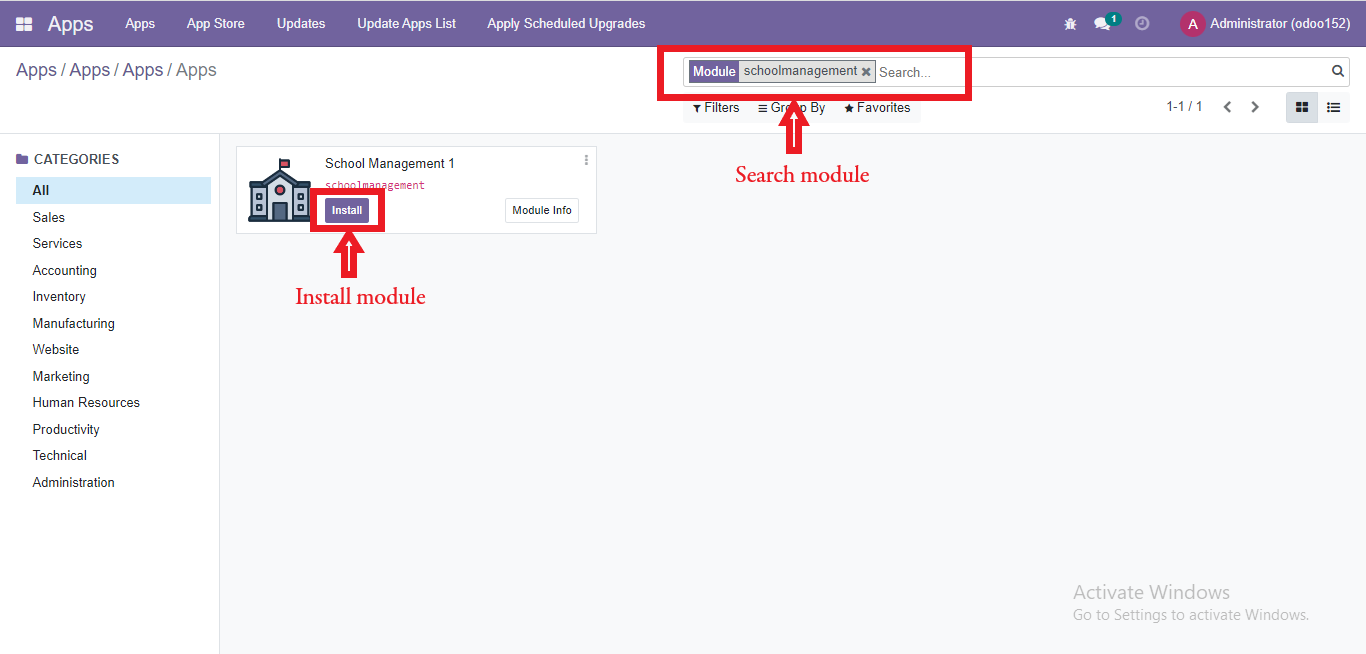 Apps Apps App Store Updates Update Apps List Apply Scheduled Upgrades 1 A Administrator (odoo152)
Apps / Apps / Apps / Apps
Module schoolmanagement × Search...
Filters Group By Favorites 1-1 / 1
CATEGORIES
All
Sales
Services
Accounting
Inventory
Manufacturing
Website
Marketing
Human Resources
Productivity
Technical
Administration
School Management 1
schoolmanagement
Install Module Info
Search module
Install module
Activate Windows
Go to Settings to activate Windows.